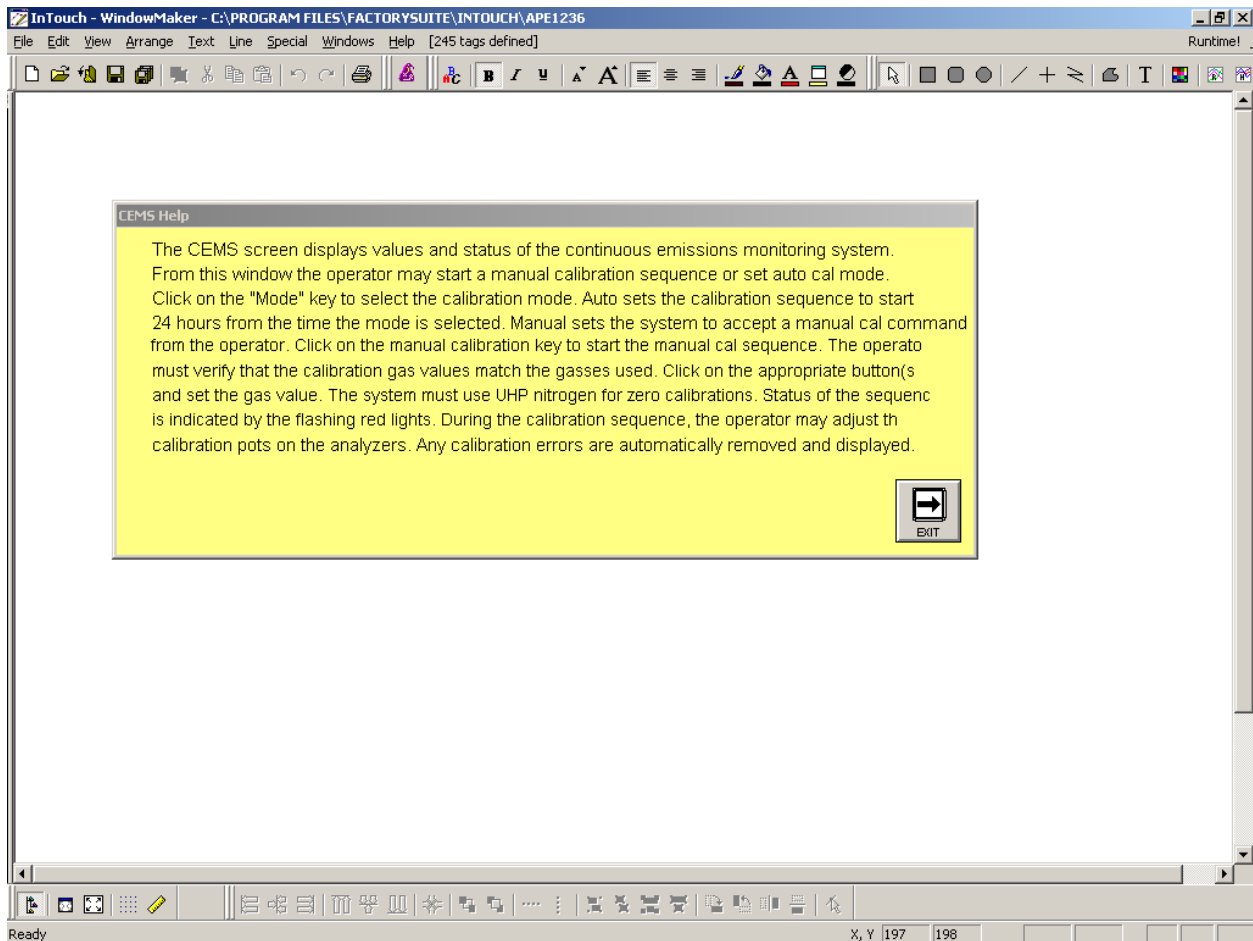 InTouch - WindowMaker - C:\PROGRAM FILES\FACTORYSUITE\INTOUCH\APE1236
File Edit View Arrange Text Line Special Windows Help [245 tags defined] Runtime!
CEMS Help
The CEMS screen displays values and status of the continuous emissions monitoring system.
From this window the operator may start a manual calibration sequence or set auto cal mode.
Click on the "Mode" key to select the calibration mode. Auto sets the calibration sequence to start
24 hours from the time the mode is selected. Manual sets the system to accept a manual cal command
from the operator. Click on the manual calibration key to start the manual cal sequence. The operato
must verify that the calibration gas values match the gasses used. Click on the appropriate button(s
and set the gas value. The system must use UHP nitrogen for zero calibrations. Status of the sequenc
is indicated by the flashing red lights. During the calibration sequence, the operator may adjust th
calibration pots on the analyzers. Any calibration errors are automatically removed and displayed.
EXIT
Ready X, Y 197 198